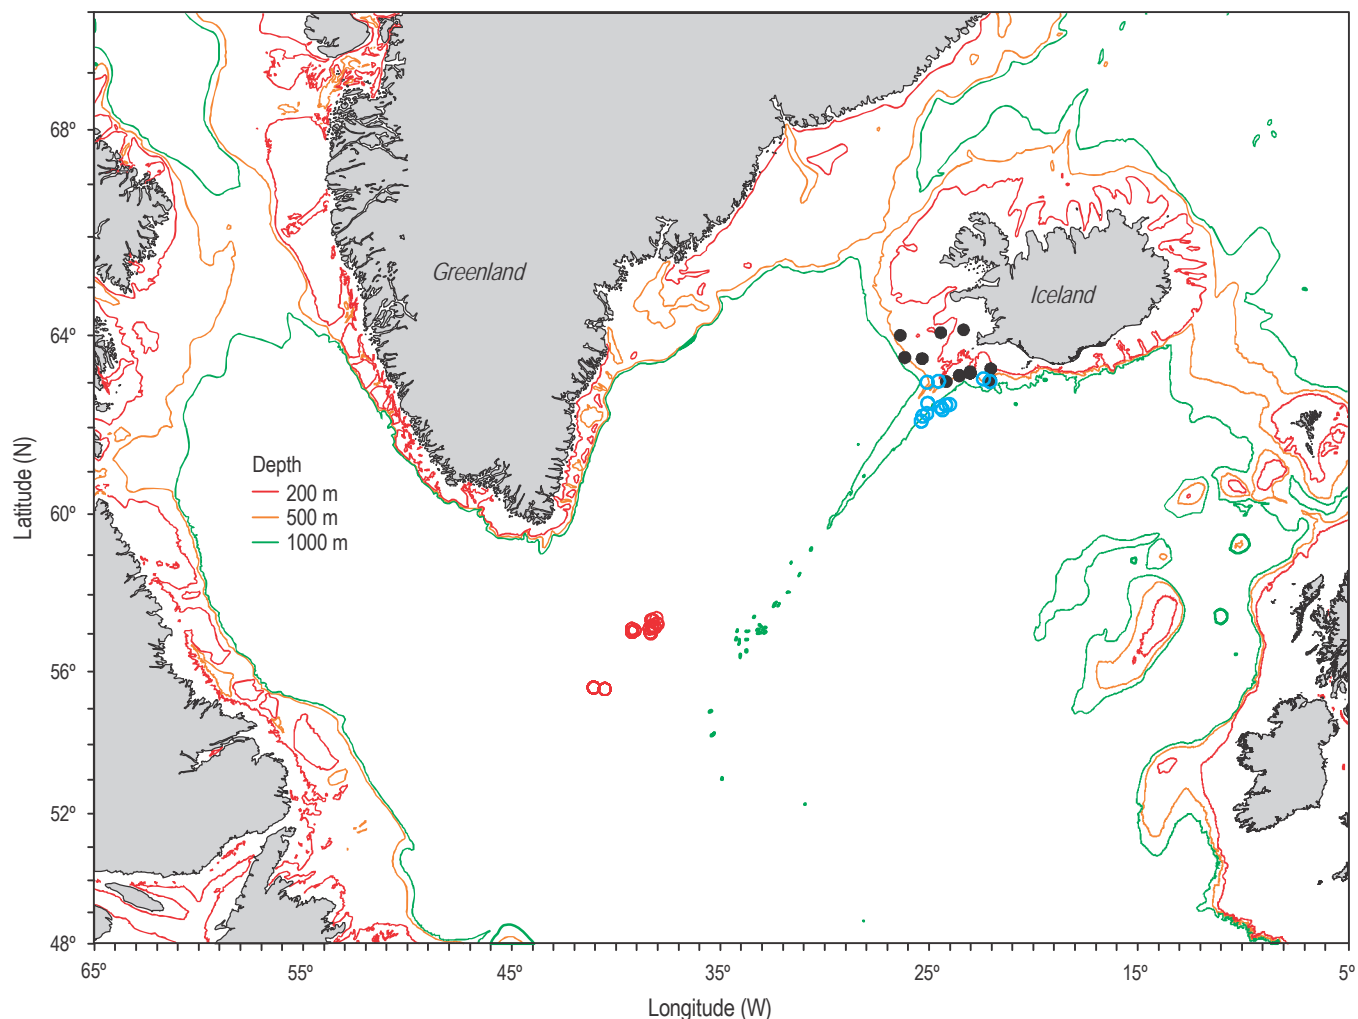 68º
Greenland
Iceland
64º
Latitude (N)
Depth
200 m
500 m
1000 m
60º
56º
52º
48º
65º
55º
45º
35º
25º
15º
5º
Longitude (W)